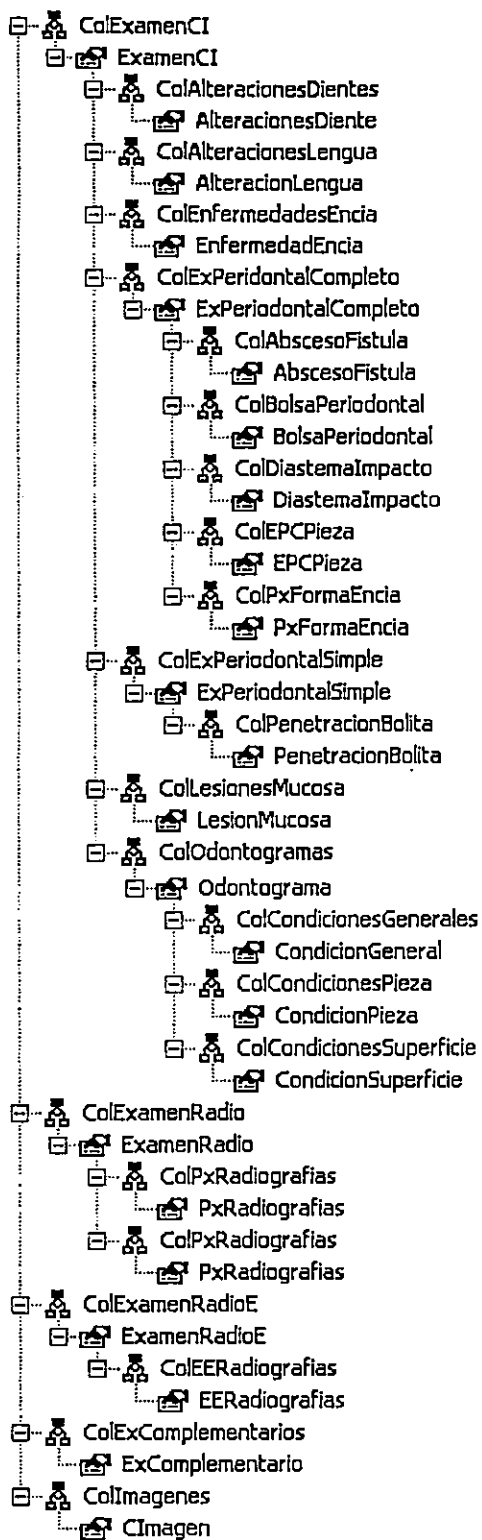 ColExamenCI
ExamenCI
ColAlteracionesDientes
AlteracionesDiente
ColAlteracionesLengua
AlteracionLengua
ColEnfermedadesEncia
EnfermedadEncia
ColExPeridontalCompleto
ExPeriodontalCompleto
ColAbscesoFistula
AbscesoFistula
ColBolsaPeriodontal
BolsaPeriodontal
ColDiastemaImpacto
DiastemaImpacto
ColEPCPieza
EPCPieza
ColPxFormaEncia
PxFormaEncia
ColExPeriodontalSimple
ExPeriodontalSimple
ColPenetracionBolita
PenetracionBolita
ColLesionesMucosa
LesionMucosa
ColOdontogramas
Odontograma
ColCondicionesGenerales
CondicionGeneral
ColCondicionesPieza
CondicionPieza
ColCondicionesSuperficie
CondicionSuperficie
ColExamenRadio
ExamenRadio
ColPxRadiografias
PxRadiografias
ColPxRadiografias
PxRadiografias
ColExamenRadioE
ExamenRadioE
ColEERadiografias
EERadiografias
ColExComplementarios
ExComplementario
ColImagenes
CImagen